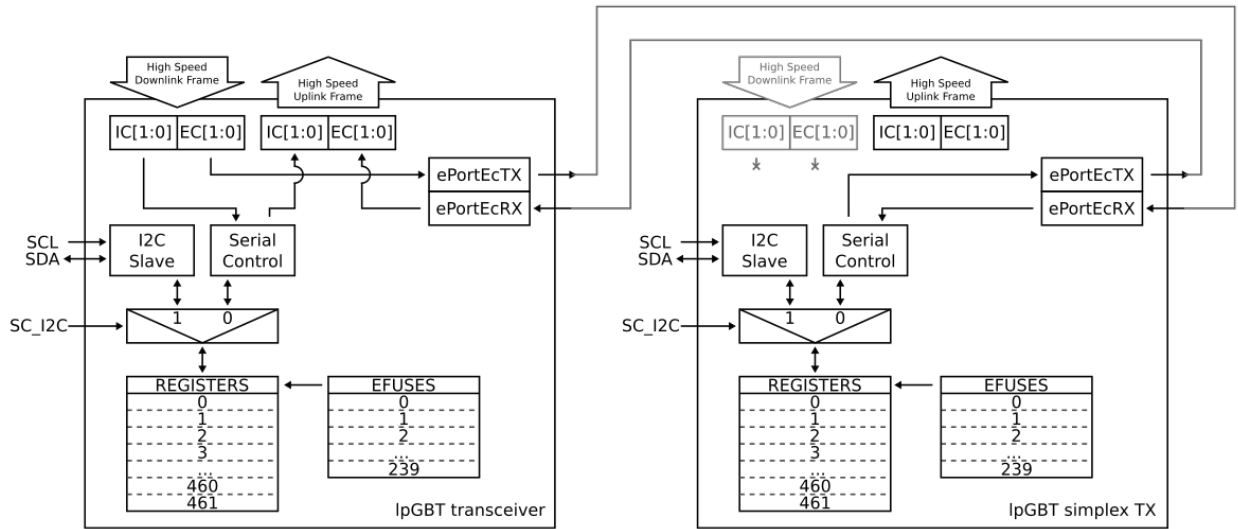 High Speed
Downlink Frame
High Speed
Uplink Frame
IC[1:0] EC[1:0]
IC[1:0] EC[1:0]
ePortEcTX
ePortEcRX
SCL
SDA
I2C
Slave
Serial
Control
SC_I2C
1 0
REGISTERS
0
1
2
3
...
460
461
EFUSES
0
1
2
...
239
lpGBT transceiver
High Speed
Downlink Frame
High Speed
Uplink Frame
IC[1:0] EC[1:0]
IC[1:0] EC[1:0]
ePortEcTX
ePortEcRX
SCL
SDA
I2C
Slave
Serial
Control
SC_I2C
1 0
REGISTERS
0
1
2
3
...
460
461
EFUSES
0
1
2
...
239
lpGBT simplex TX